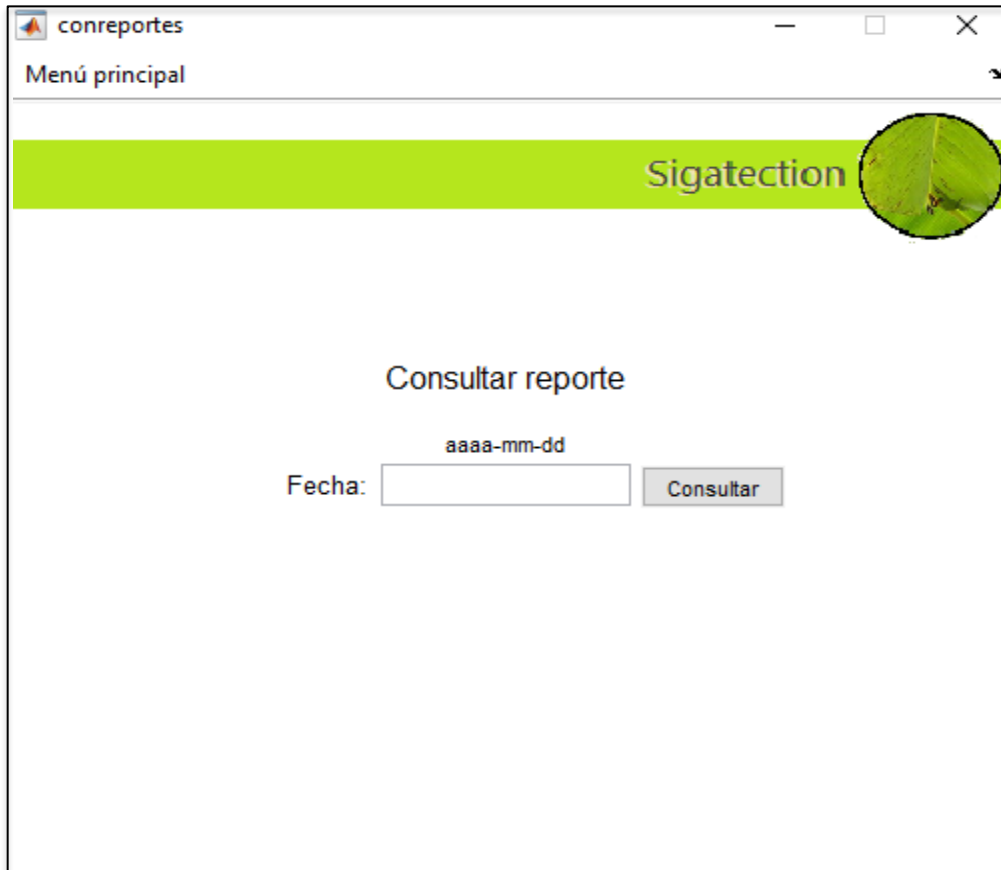 conreportes
Menú principal
Sigatection
Consultar reporte
aaaa-mm-dd
Fecha:
Consultar